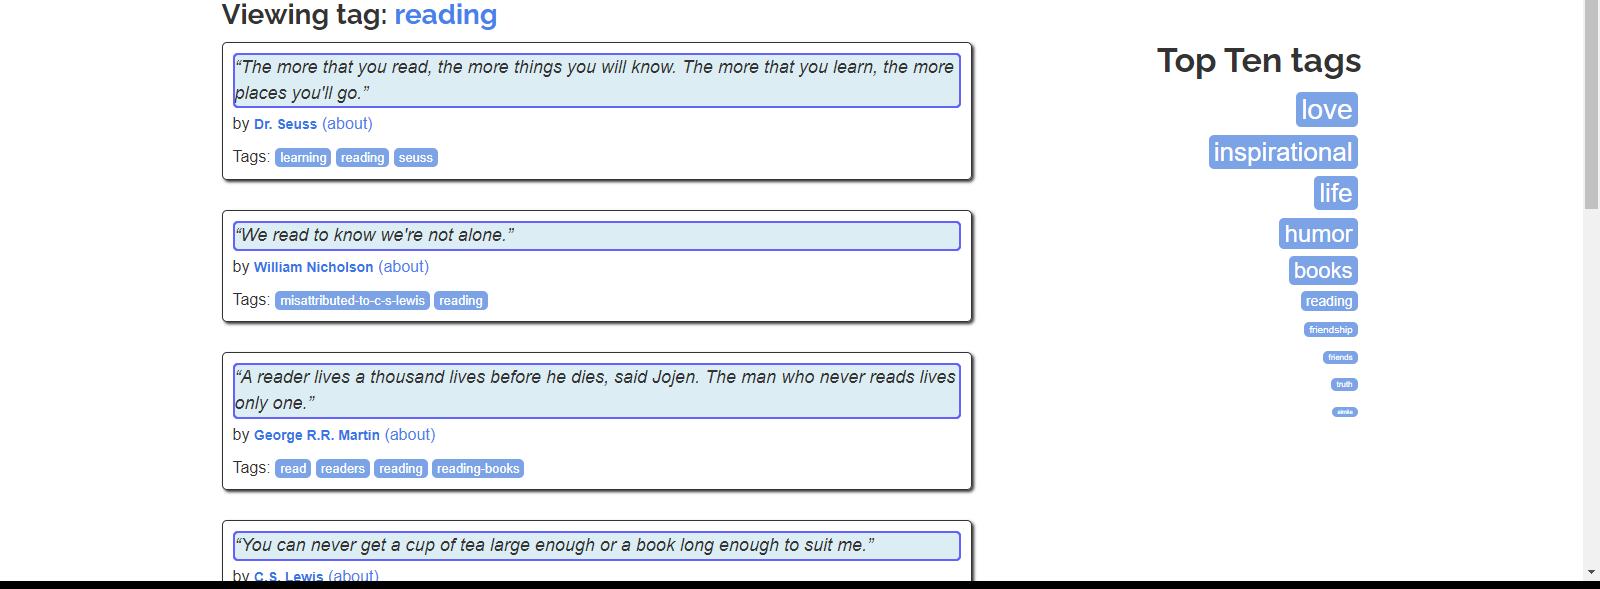 Viewing tag: reading
“The more that you read, the more things you will know. The more that you learn, the more
places you'll go.”
by Dr. Seuss (about)
Tags: learning reading seuss
“We read to know we're not alone.”
by William Nicholson (about)
Tags: misattributed-to-c-s-lewis reading
“A reader lives a thousand lives before he dies, said Jojen. The man who never reads lives
only one.”
by George R.R. Martin (about)
Tags: read readers reading reading-books
“You can never get a cup of tea large enough or a book long enough to suit me.”
by C.S. Lewis (about)
Top Ten tags
love
inspirational
life
humor
books
reading
friendship
friends
truth
simile